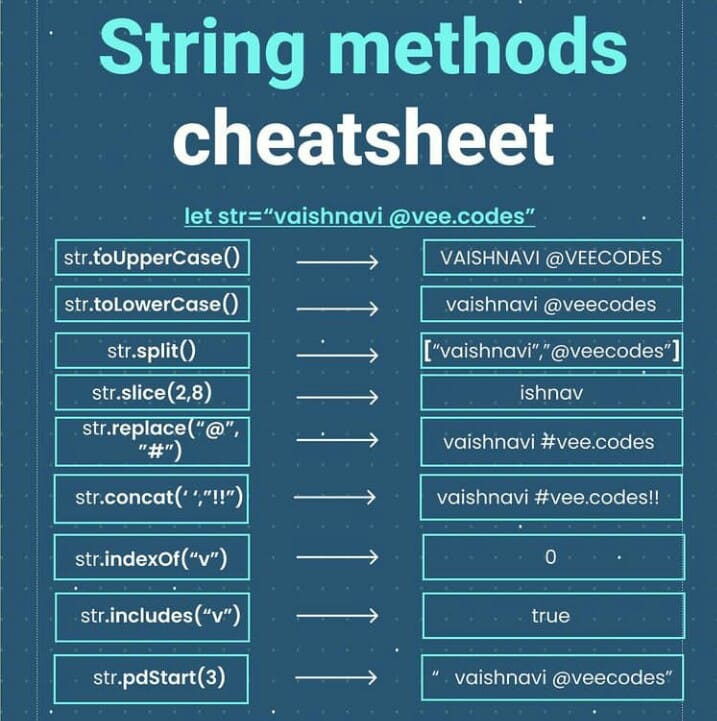 String methods
cheatsheet
let str=“vaishnavi @vee.codes”
str.toUpperCase() VAISHNAVI @VEECODES
str.toLowerCase() vaishnavi @veecodes
str.split() [“vaishnavi”,”@veecodes”]
str.slice(2,8) ishnav
str.replace(“@”,
”#”) vaishnavi #vee.codes
str.concat(‘ ‘,”!!”) vaishnavi #vee.codes!!
str.indexOf(“v”) 0
str.includes(“v”) true
str.pdStart(3) “ vaishnavi @veecodes”